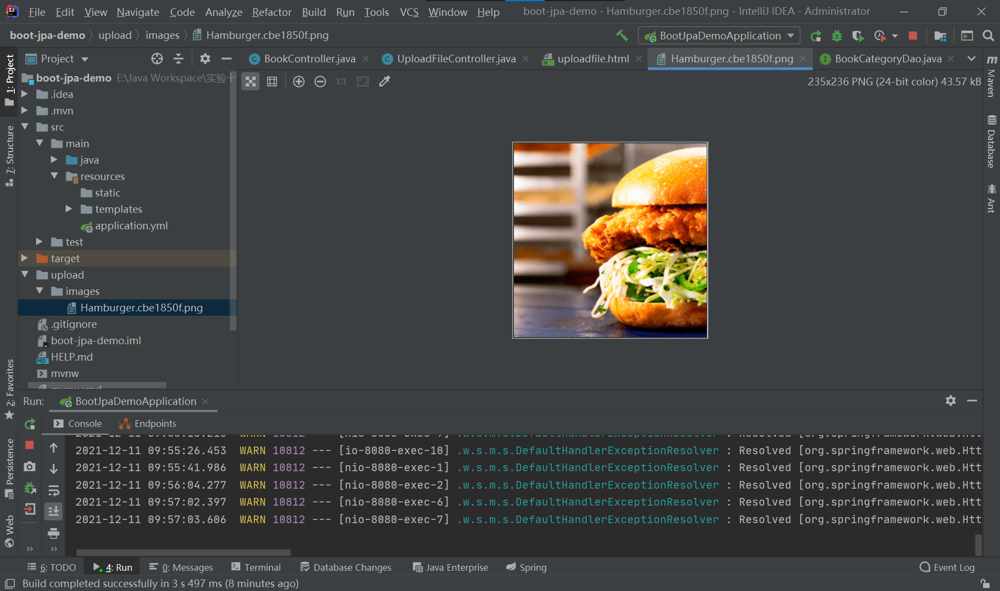 File Edit View Navigate Code Analyze Refactor Build Run Tools VCS Window Help boot-jpa-demo - Hamburger.cbe1850f.png - IntelliJ IDEA - Administrator
boot-jpa-demo upload images Hamburger.cbe1850f.png BootJpaDemoApplication
Project BookController.java UploadFileController.java uploadfile.html Hamburger.cbe1850f.png BookCategoryDao.java
1:1 235x236 PNG (24-bit color) 43.57 kB
boot-jpa-demo E:\Java Workspace\实验十
.idea
.mvn
src
main
java
resources
static
templates
application.yml
test
target
upload
images
Hamburger.cbe1850f.png
.gitignore
boot-jpa-demo.iml
HELP.md
mvnw
mvnw.cmd
1: Project
7: Structure
2: Favorites
Persistence
Web
Maven
Database
Ant
Run: BootJpaDemoApplication
Console Endpoints
2021-12-11 09:55:26.453 WARN 10812 --- [io-8080-exec-10] .w.s.m.s.DefaultHandlerExceptionResolver : Resolved [org.springframework.web.Htt
2021-12-11 09:55:41.986 WARN 10812 --- [nio-8080-exec-1] .w.s.m.s.DefaultHandlerExceptionResolver : Resolved [org.springframework.web.Htt
2021-12-11 09:56:04.277 WARN 10812 --- [nio-8080-exec-2] .w.s.m.s.DefaultHandlerExceptionResolver : Resolved [org.springframework.web.Htt
2021-12-11 09:57:02.397 WARN 10812 --- [nio-8080-exec-6] .w.s.m.s.DefaultHandlerExceptionResolver : Resolved [org.springframework.web.Htt
2021-12-11 09:57:03.606 WARN 10812 --- [nio-8080-exec-7] .w.s.m.s.DefaultHandlerExceptionResolver : Resolved [org.springframework.web.Htt
6: TODO 4: Run 0: Messages Terminal Database Changes Java Enterprise Spring Event Log
Build completed successfully in 3 s 497 ms (8 minutes ago)